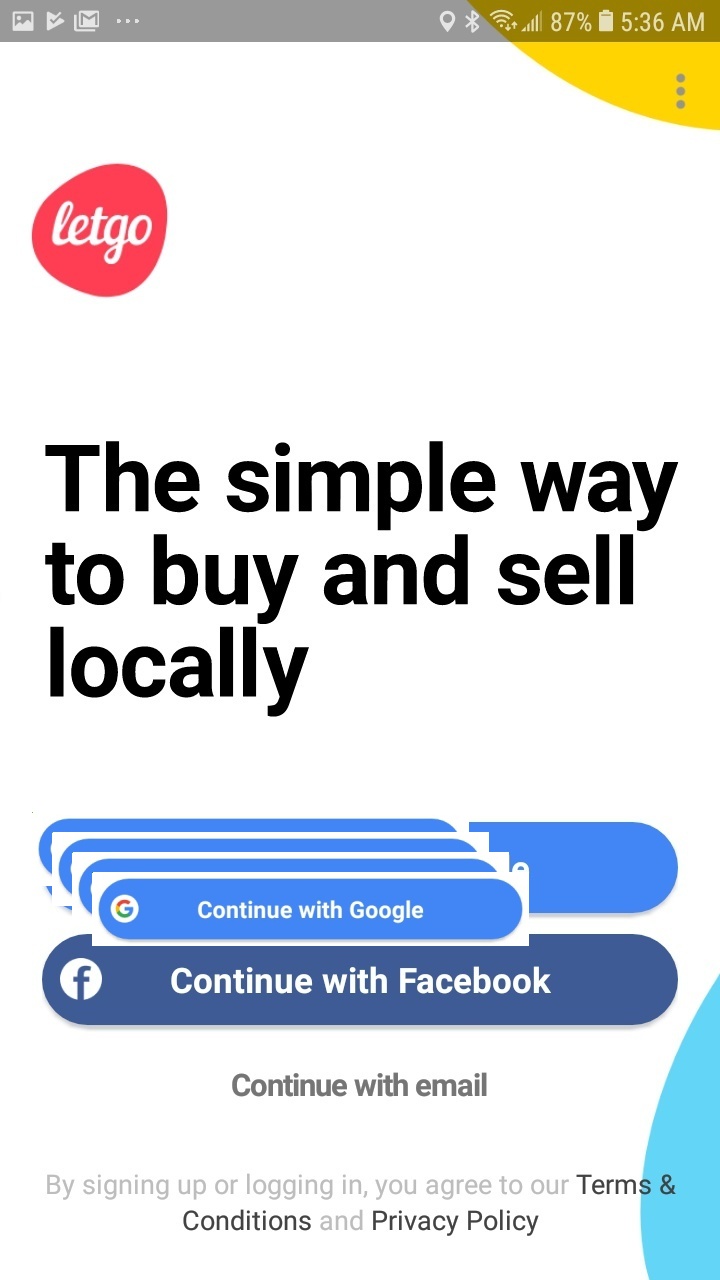 87% 5:36 AM
letgo
The simple way
to buy and sell
locally
Continue with Google
Continue with Facebook
Continue with email
By signing up or logging in, you agree to our Terms &
Conditions and Privacy Policy